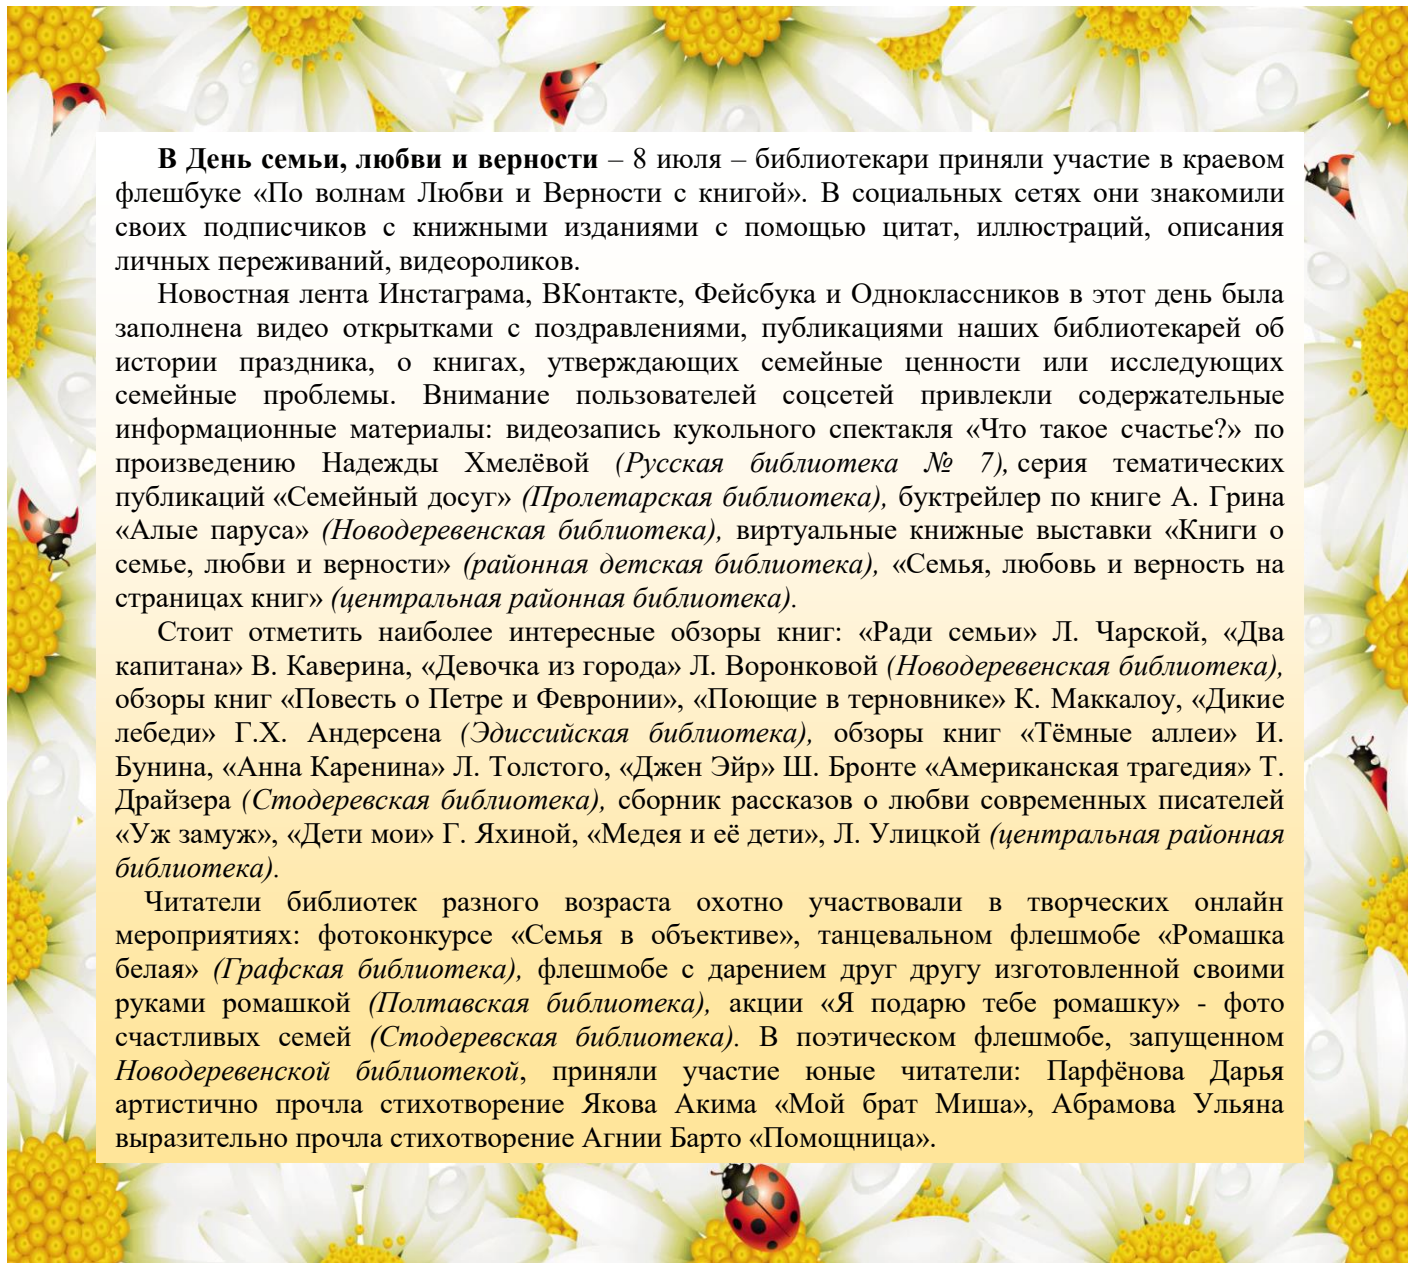 В День семьи, любви и верности – 8 июля – библиотекари приняли участие в краевом
флешбуке «По волнам Любви и Верности с книгой». В социальных сетях они знакомили
своих подписчиков с книжными изданиями с помощью цитат, иллюстраций, описания
личных переживаний, видеороликов.
Новостная лента Инстаграма, ВКонтакте, Фейсбука и Одноклассников в этот день была
заполнена видео открытками с поздравлениями, публикациями наших библиотекарей об
истории праздника, о книгах, утверждающих семейные ценности или исследующих
семейные проблемы. Внимание пользователей соцсетей привлекли содержательные
информационные материалы: видеозапись кукольного спектакля «Что такое счастье?» по
произведению Надежды Хмелёвой (Русская библиотека № 7), серия тематических
публикаций «Семейный досуг» (Пролетарская библиотека), буктрейлер по книге А. Грина
«Алые паруса» (Новодеревенская библиотека), виртуальные книжные выставки «Книги о
семье, любви и верности» (районная детская библиотека), «Семья, любовь и верность на
страницах книг» (центральная районная библиотека).
Стоит отметить наиболее интересные обзоры книг: «Ради семьи» Л. Чарской, «Два
капитана» В. Каверина, «Девочка из города» Л. Воронковой (Новодеревенская библиотека),
обзоры книг «Повесть о Петре и Февронии», «Поющие в терновнике» К. Маккалоу, «Дикие
лебеди» Г.Х. Андерсена (Эдиссийская библиотека), обзоры книг «Тёмные аллеи» И.
Бунина, «Анна Каренина» Л. Толстого, «Джен Эйр» Ш. Бронте «Американская трагедия» Т.
Драйзера (Стодеревская библиотека), сборник рассказов о любви современных писателей
«Уж замуж», «Дети мои» Г. Яхиной, «Медея и её дети», Л. Улицкой (центральная районная
библиотека).
Читатели библиотек разного возраста охотно участвовали в творческих онлайн
мероприятиях: фотоконкурсе «Семья в объективе», танцевальном флешмобе «Ромашка
белая» (Графская библиотека), флешмобе с дарением друг другу изготовленной своими
руками ромашкой (Полтавская библиотека), акции «Я подарю тебе ромашку» - фото
счастливых семей (Стодеревская библиотека). В поэтическом флешмобе, запущенном
Новодеревенской библиотекой, приняли участие юные читатели: Парфёнова Дарья
артистично прочла стихотворение Якова Акима «Мой брат Миша», Абрамова Ульяна
выразительно прочла стихотворение Агнии Барто «Помощница».